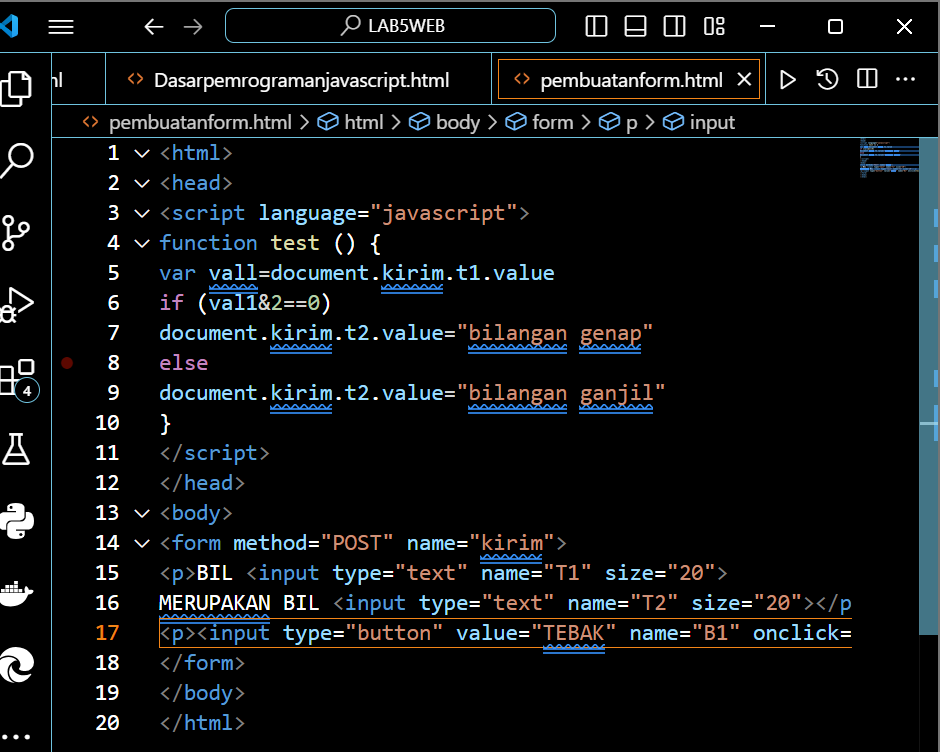 LAB5WEB
nl
<> Dasarpemrogramanjavascript.html
<> pembuatanform.html
<> pembuatanform.html > html > body > form > p > input
1 <html>
2 <head>
3 <script language="javascript">
4 function test () {
5 var vall=document.kirim.t1.value
6 if (val1&2==0)
7 document.kirim.t2.value="bilangan genap"
8 else
9 document.kirim.t2.value="bilangan ganjil"
10 }
11 </script>
12 </head>
13 <body>
14 <form method="POST" name="kirim">
15 <p>BIL <input type="text" name="T1" size="20">
16 MERUPAKAN BIL <input type="text" name="T2" size="20"></p
17 <p><input type="button" value="TEBAK" name="B1" onclick=
18 </form>
19 </body>
20 </html>
4